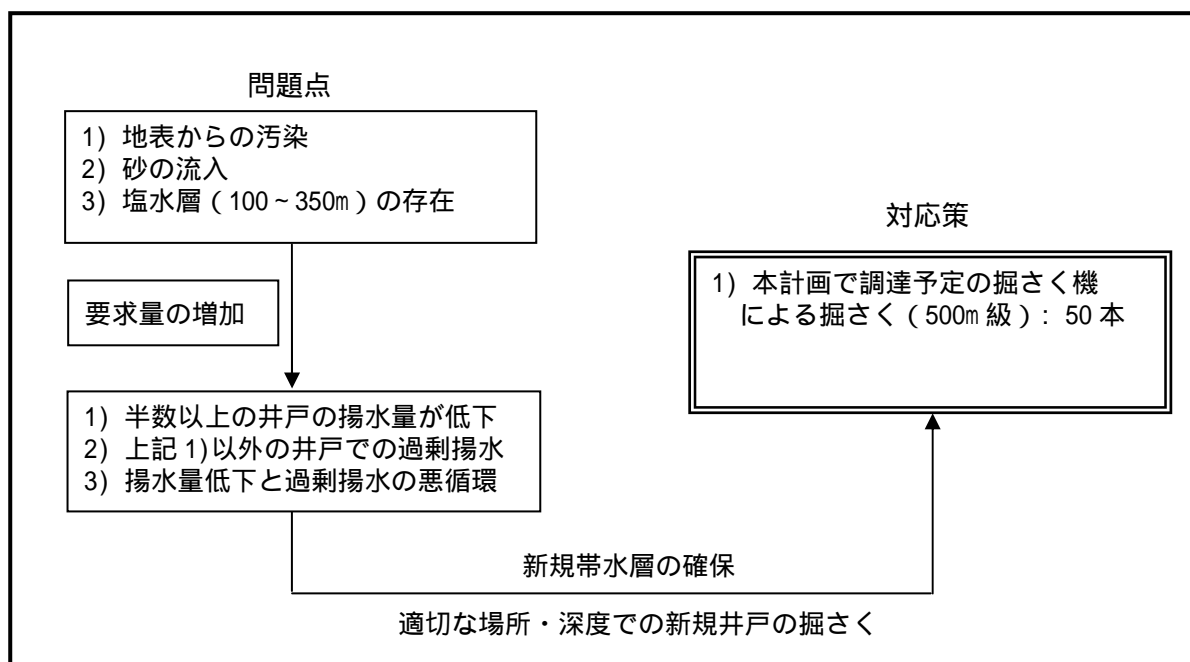 問題点
1) 地表からの汚染
2) 砂の流入
3) 塩水層(100~350m)の存在
要求量の増加
1) 半数以上の井戸の揚水量が低下
2) 上記1)以外の井戸での過剰揚水
3) 揚水量低下と過剰揚水の悪循環
対応策
1) 本計画で調達予定の掘さく機
による掘さく(500m級): 50本
新規帯水層の確保
適切な場所・深度での新規井戸の掘さく